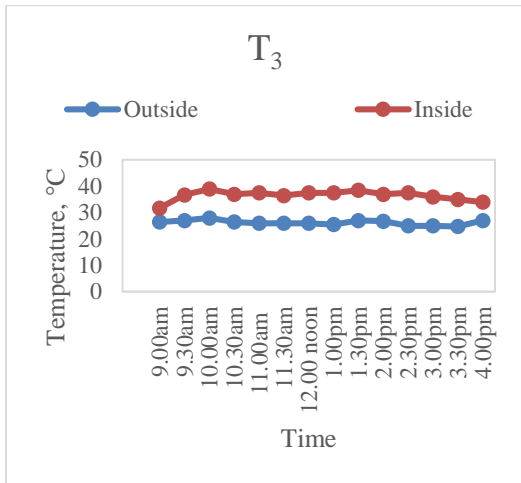 T₃
Outside Inside
Temperature, °C
50
40
30
20
10
0
9.00am
9.30am
10.00am
10.30am
11.00am
11.30am
12.00 noon
1.00pm
1.30pm
2.00pm
2.30pm
3.00pm
3.30pm
4.00pm
Time